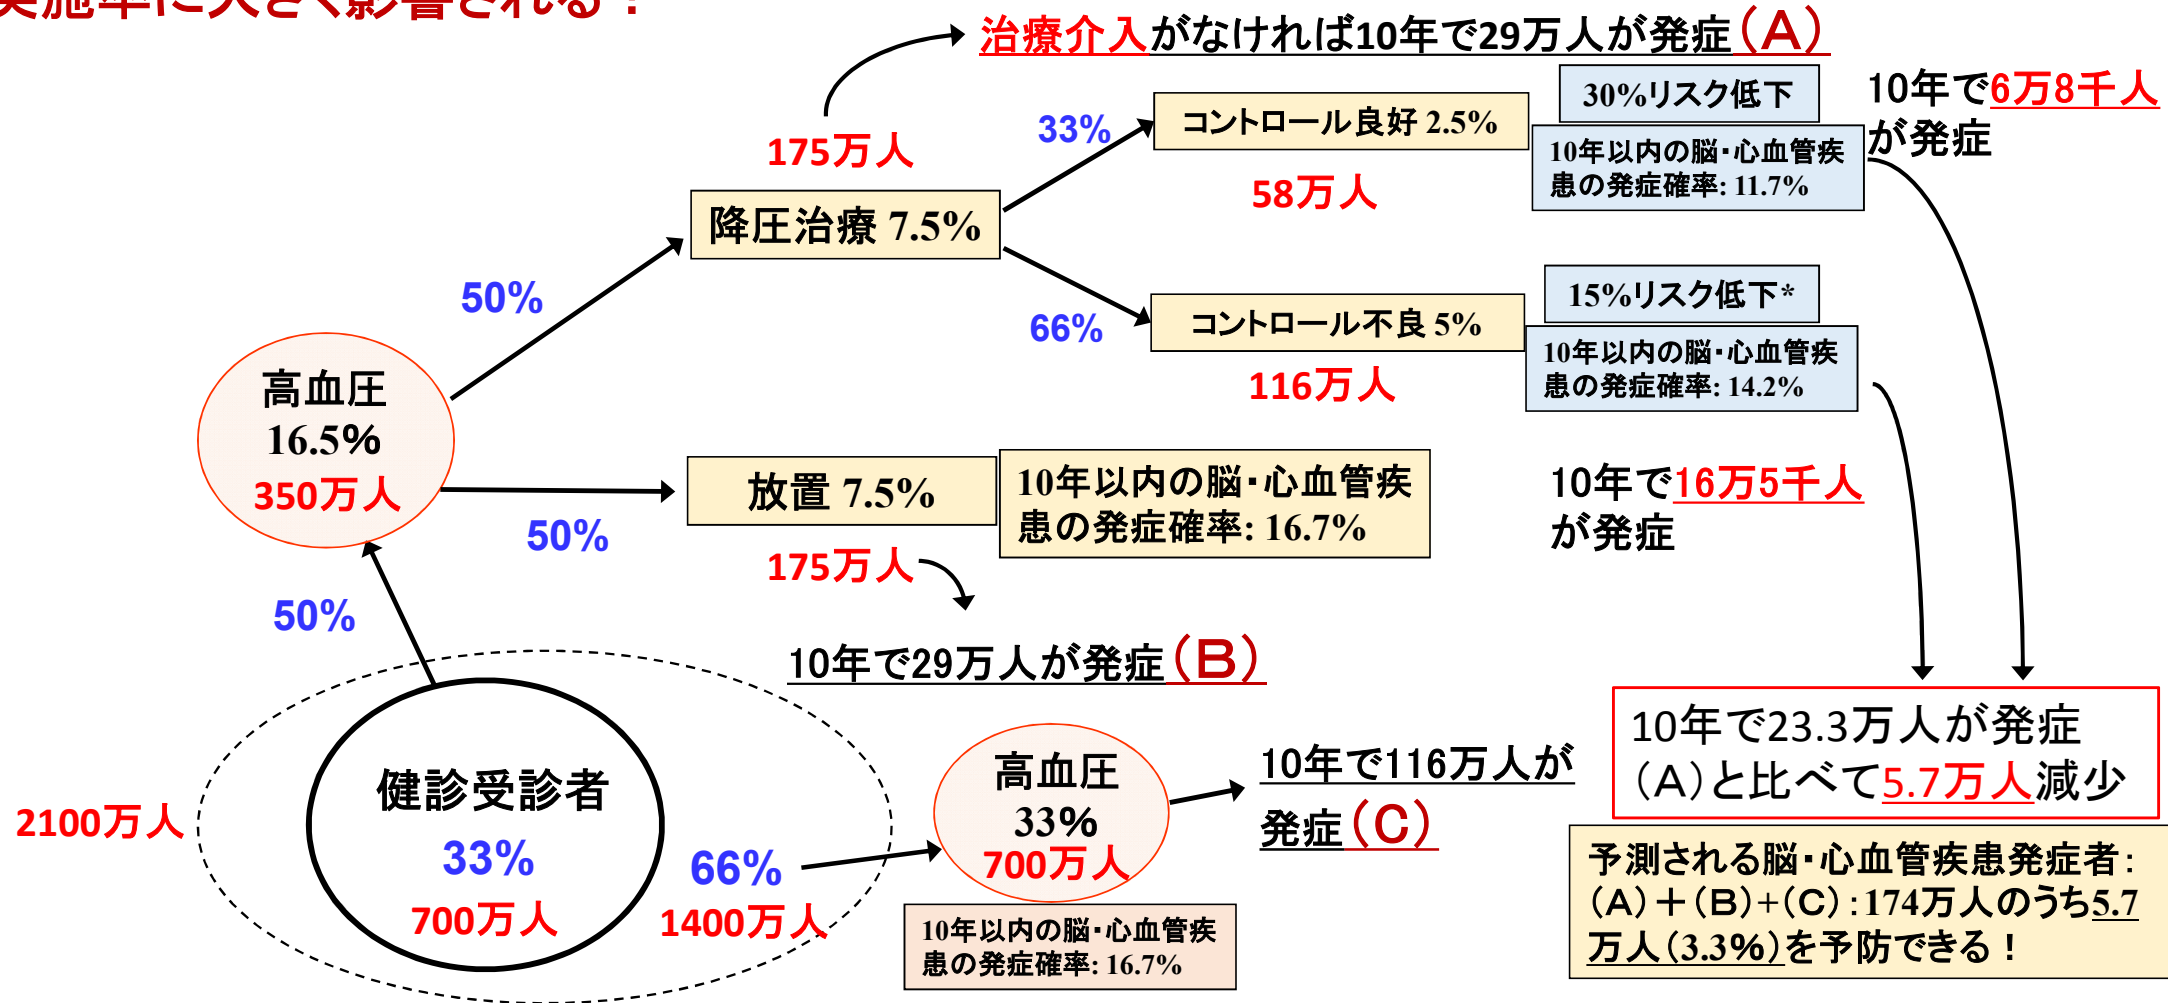 実施率に大きく影響される！
治療介入がなければ10年で29万人が発症（A）
175万人
降圧治療 7.5%
33%
コントロール良好 2.5%
58万人
30%リスク低下
10年以内の脳・心血管疾
患の発症確率: 11.7%
10年で6万8千人
が発症
66%
コントロール不良 5%
116万人
15%リスク低下*
10年以内の脳・心血管疾
患の発症確率: 14.2%
10年で16万5千人
が発症
50%
高血圧
16.5%
350万人
50%
放置 7.5%
10年以内の脳・心血管疾
患の発症確率: 16.7%
175万人
10年で29万人が発症（B）
50%
2100万人
健診受診者
33%
700万人
66%
1400万人
高血圧
33%
700万人
10年以内の脳・心血管疾
患の発症確率: 16.7%
10年で116万人が
発症（C）
10年で23.3万人が発症
（A）と比べて5.7万人減少
予測される脳・心血管疾患発症者：
（A）＋（B）+（C）：174万人のうち5.7
万人（3.3%）を予防できる！